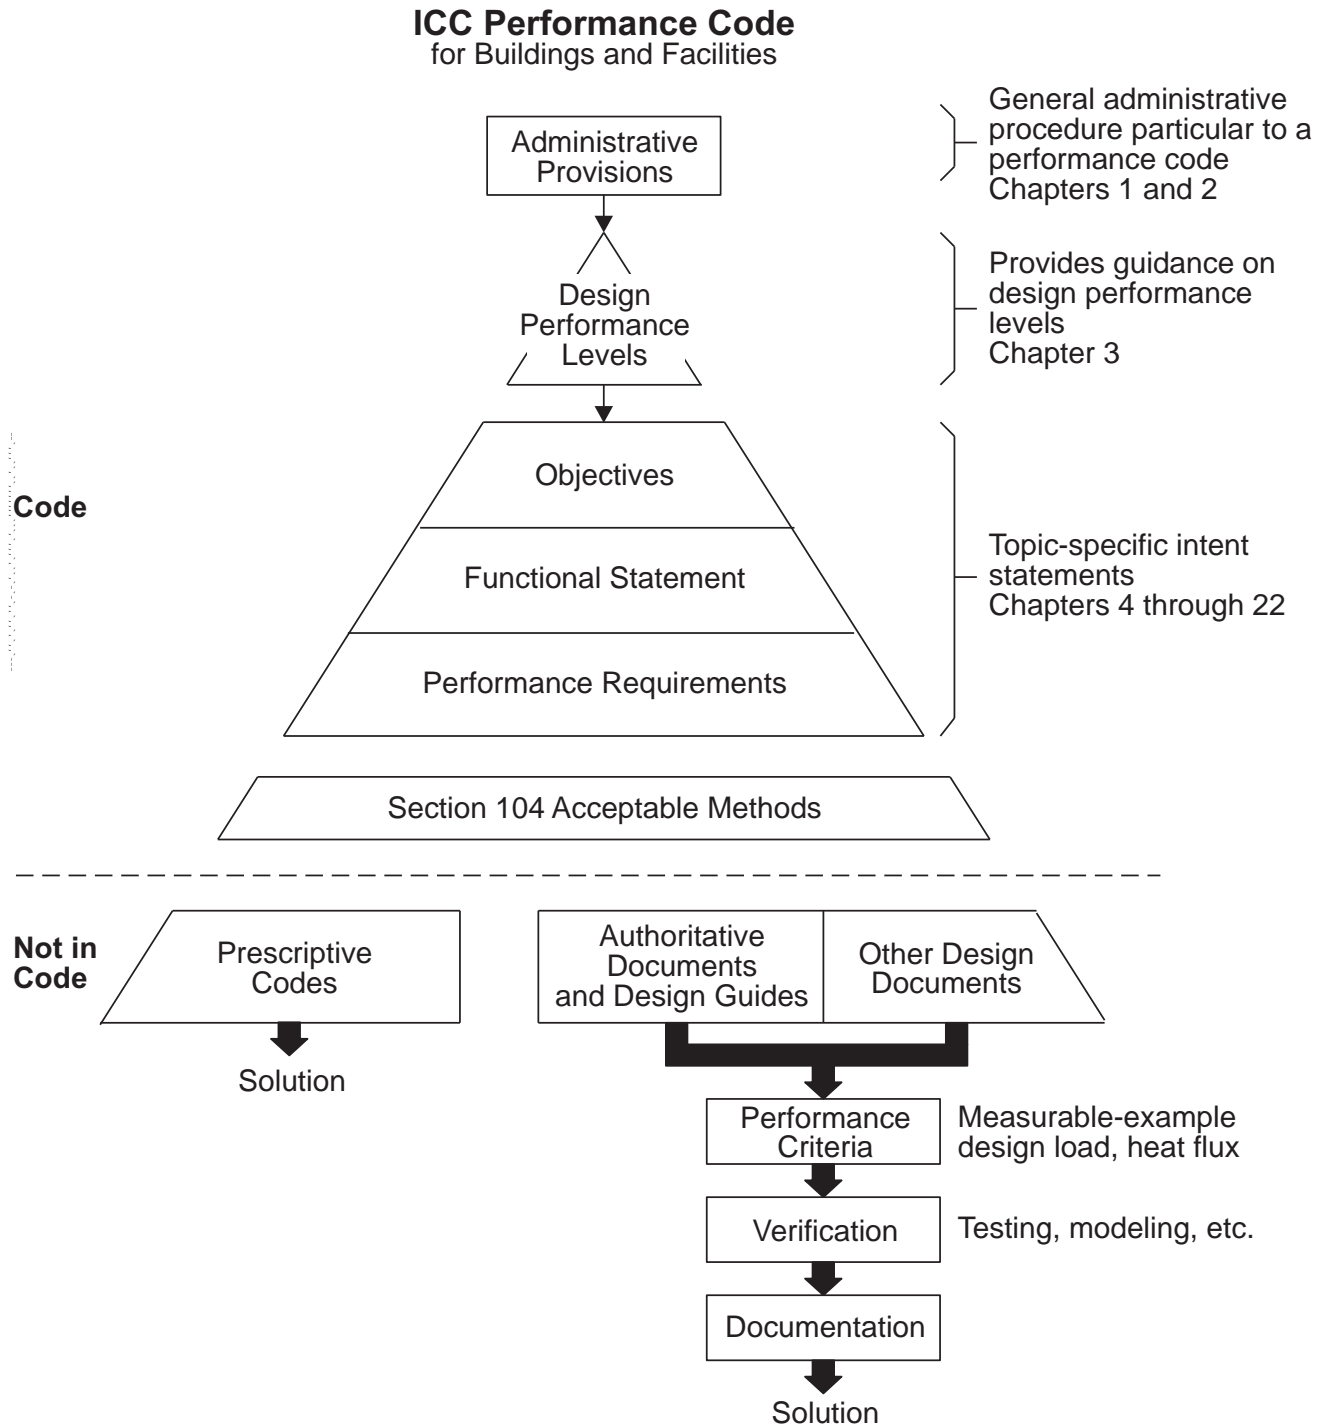 ICC Performance Code
for Buildings and Facilities
Administrative
Provisions
General administrative
procedure particular to a
performance code
Chapters 1 and 2
Design
Performance
Levels
Provides guidance on
design performance
levels
Chapter 3
Code
Objectives
Functional Statement
Performance Requirements
Topic-specific intent
statements
Chapters 4 through 22
Section 104 Acceptable Methods
Not in
Code
Prescriptive
Codes
Solution
Authoritative
Documents
and Design Guides
Other Design
Documents
Performance
Criteria
Measurable-example
design load, heat flux
Verification
Testing, modeling, etc.
Documentation
Solution